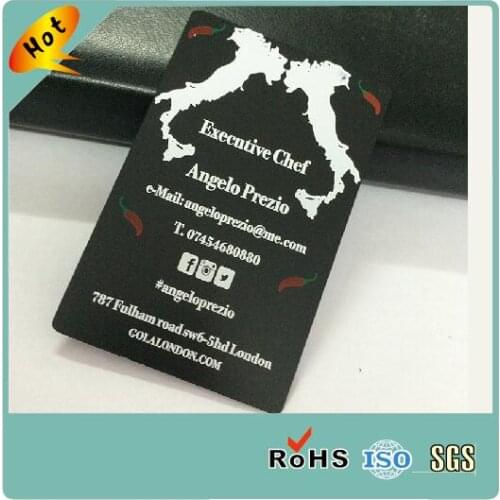 Hot
Executive Chef
Angelo Prezio
e-Mail: angeloprezio@me.com
T. 07454680880
#angeloprezio
787 Fulham road sw6-5hd London
GOLALONDON.COM
RoHS ISO SGS